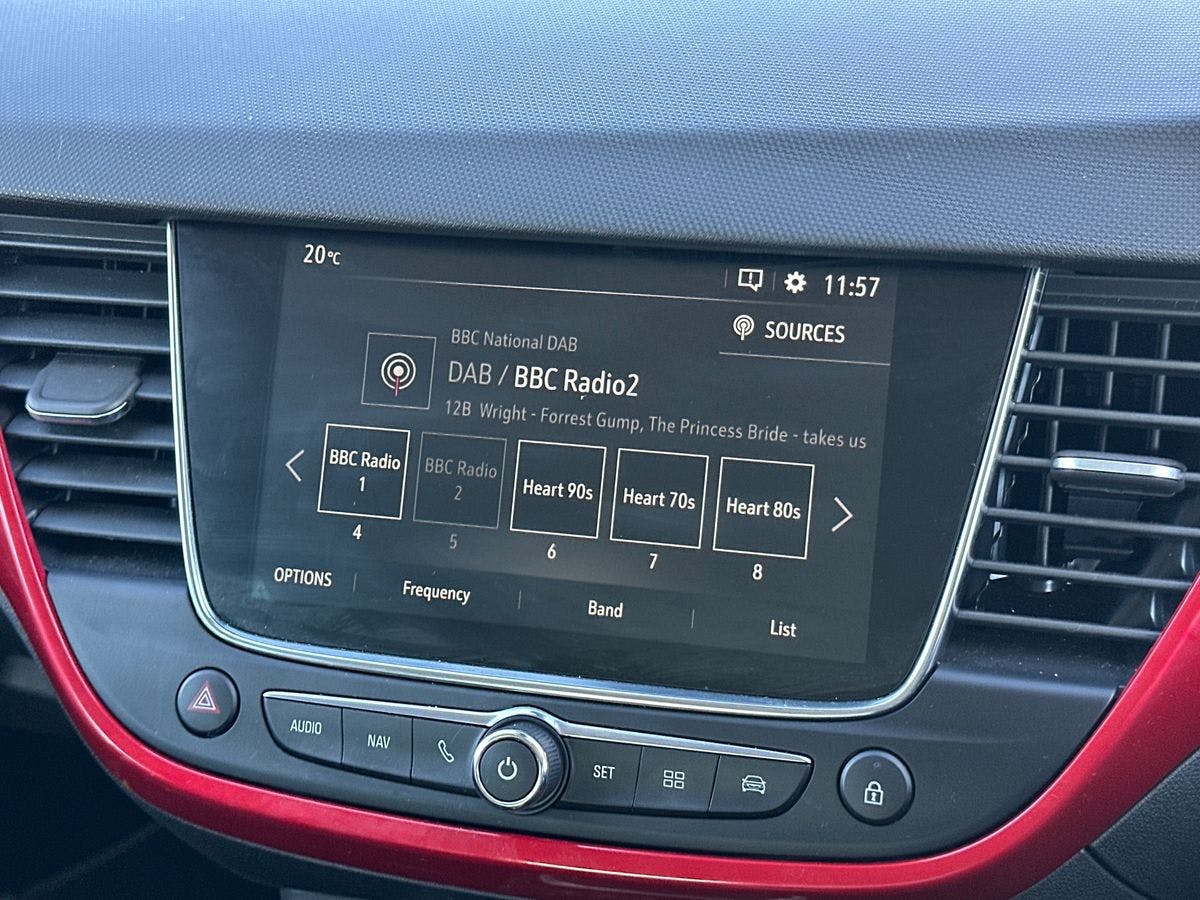 20°C
11:57
SOURCES
BBC National DAB
DAB / BBC Radio2
12B Wright - Forrest Gump, The Princess Bride - takes us
BBC Radio
1
BBC Radio
2
Heart 90s
Heart 70s
Heart 80s
4
5
6
7
8
OPTIONS
Frequency
Band
List
AUDIO
NAV
SET